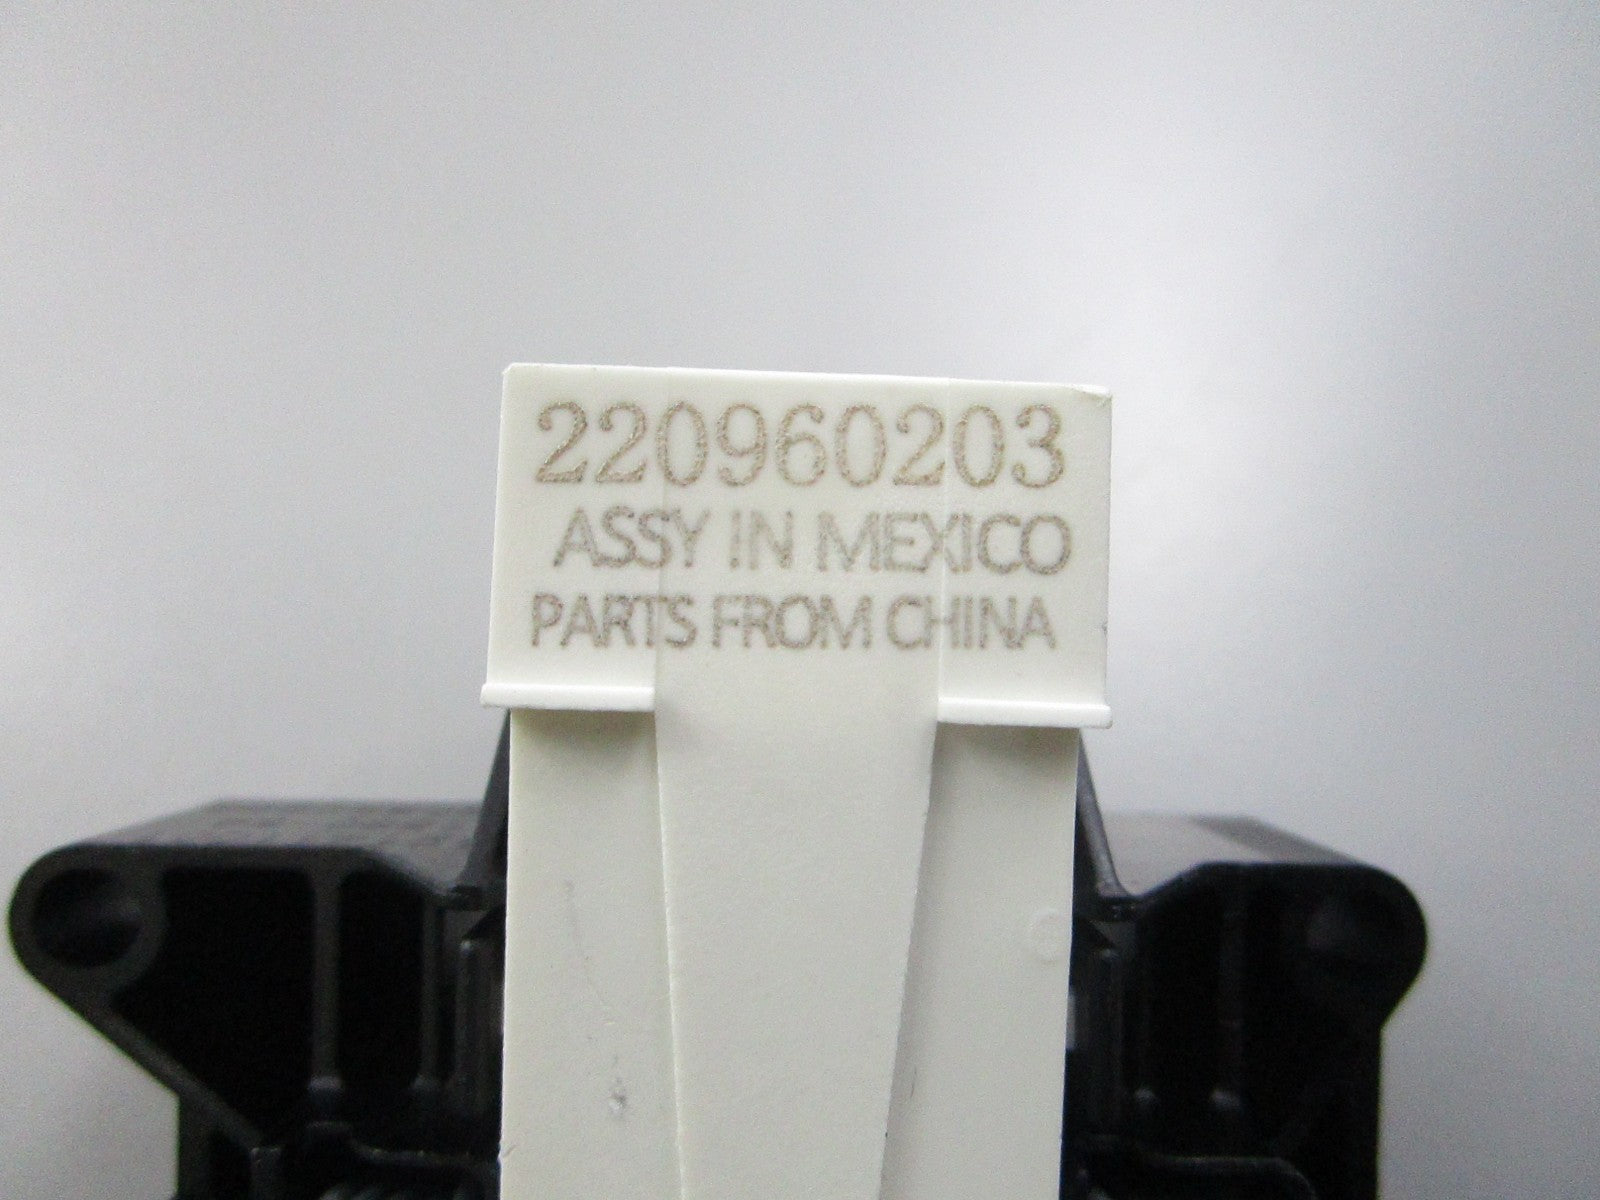 220960203
ASSY IN MEXICO
PARTS FROM CHINA